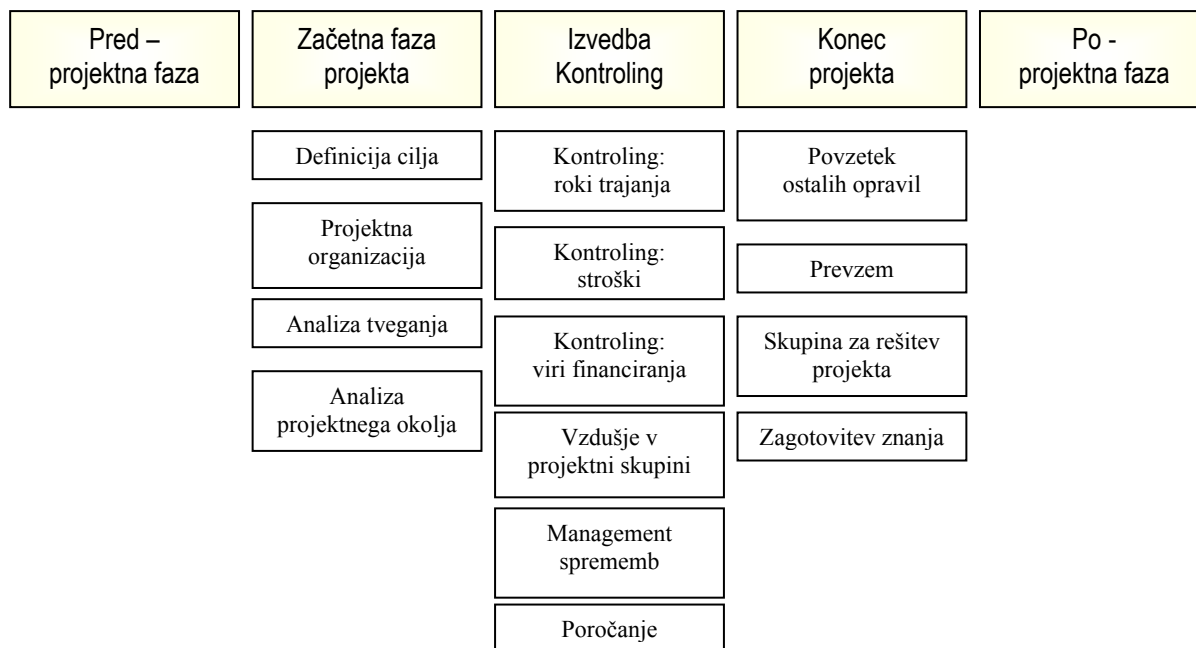 Pred –
projektna faza
Začetna faza
projekta
Izvedba
Kontroling
Konec
projekta
Po -
projektna faza
Definicija cilja
Projektna
organizacija
Analiza tveganja
Analiza
projektnega okolja
Kontroling:
roki trajanja
Kontroling:
stroški
Kontroling:
viri financiranja
Vzdušje v
projektni skupini
Management
sprememb
Poročanje
Povzetek
ostalih opravil
Prevzem
Skupina za rešitev
projekta
Zagotovitev znanja